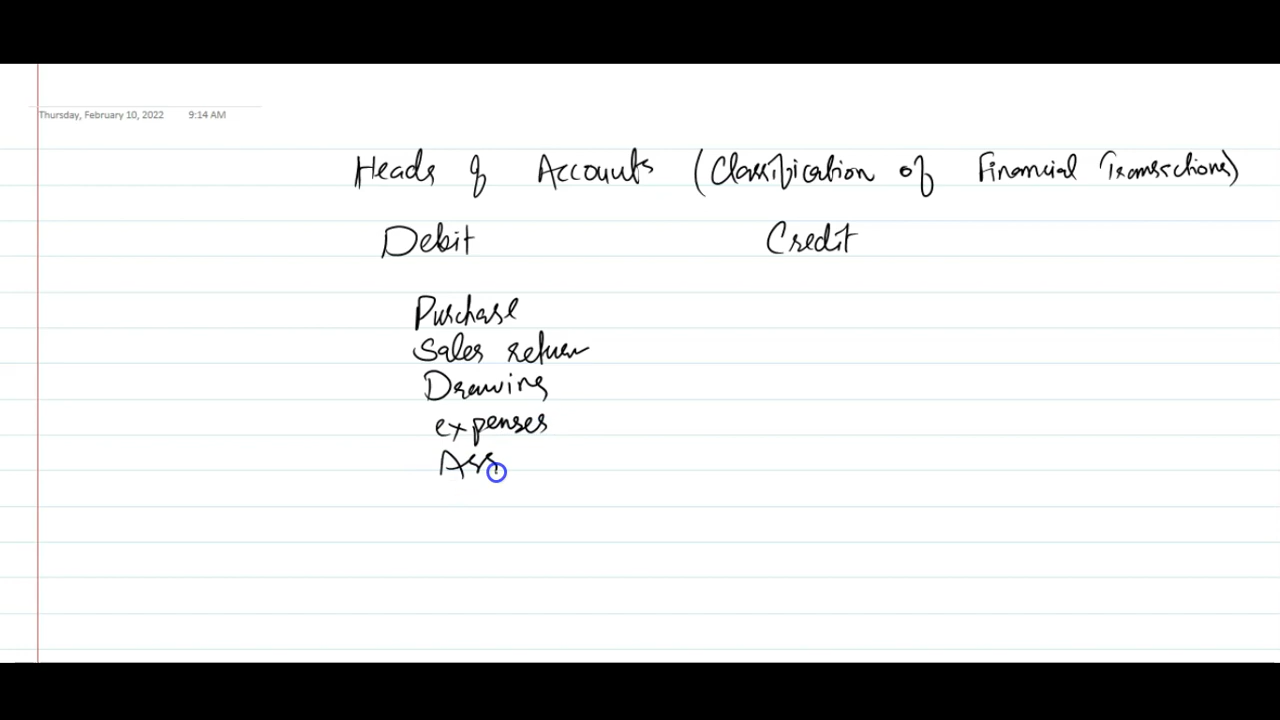 Thursday, February 10, 2022 9:14 AM
Heads of Accounts (Classification of Financial Transactions)
Debit Credit
Purchase
Sales return
Drawing
expenses
Ass